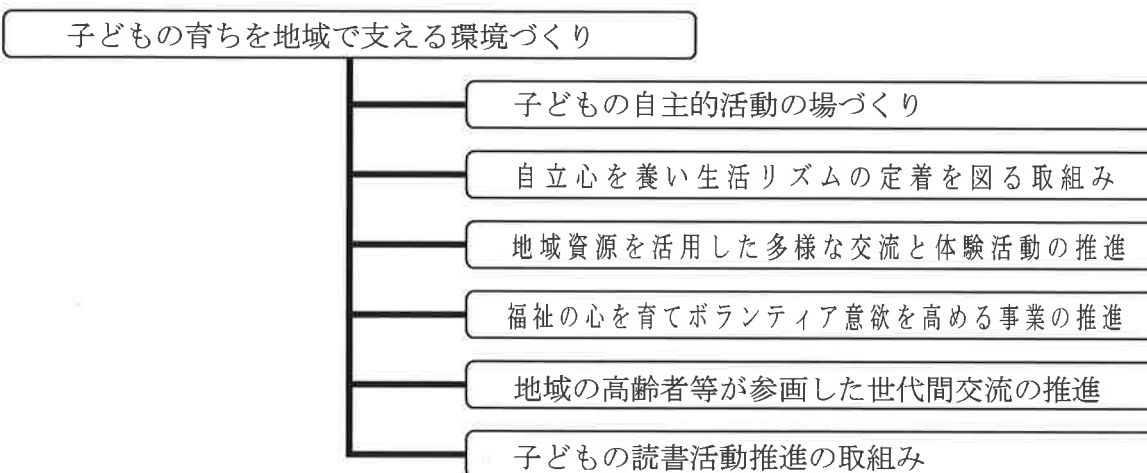 子どもの育ちを地域で支える環境づくり
子どもの自主的活動の場づくり
自立心を養い生活リズムの定着を図る取組み
地域資源を活用した多様な交流と体験活動の推進
福祉の心を育てボランティア意欲を高める事業の推進
地域の高齢者等が参画した世代間交流の推進
子どもの読書活動推進の取組み